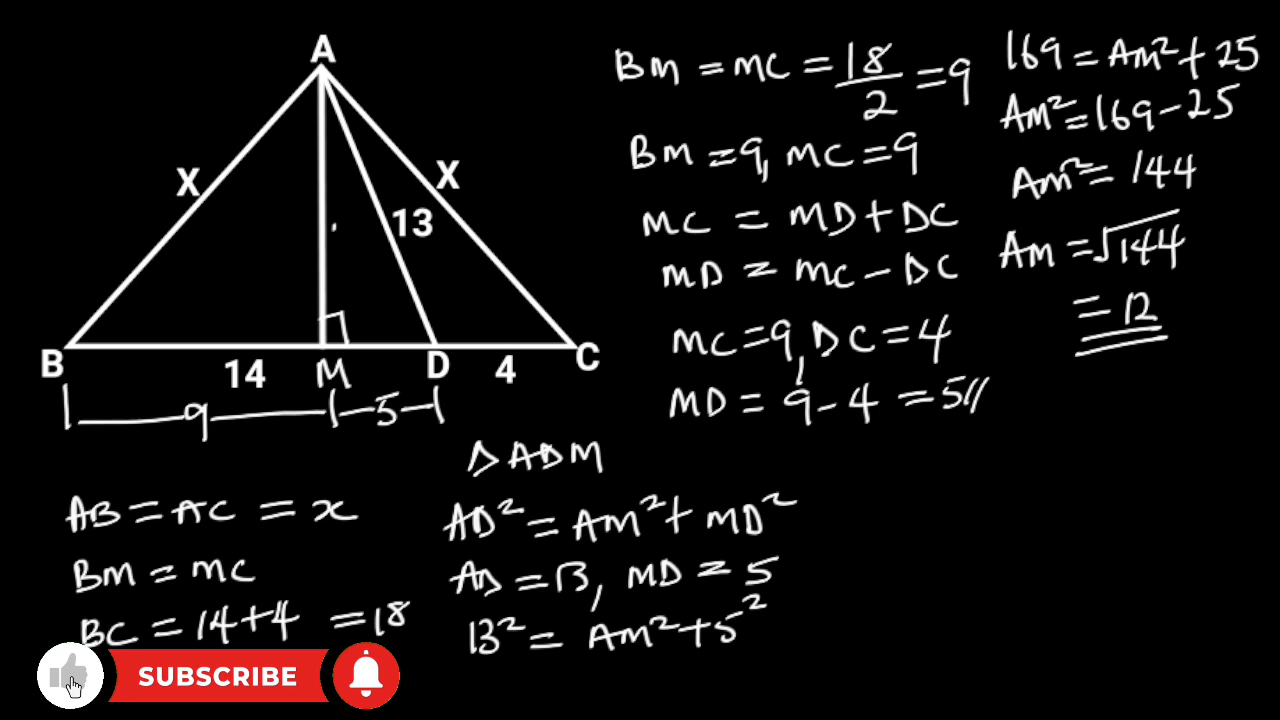 A
X
X
13
B
14
M
D
4
C
9
5
AB = AC = x
BM = MC
BC = 14+4 = 18
BM = MC = 18/2 = 9
BM = 9, MC = 9
MC = MD + DC
MD = MC - DC
MC = 9, DC = 4
MD = 9 - 4 = 5//
△ ADM
AD² = AM² + MD²
AD = 13, MD = 5
13² = AM² + 5²
169 = AM² + 25
AM² = 169 - 25
AM² = 144
AM = √144
= 12
SUBSCRIBE